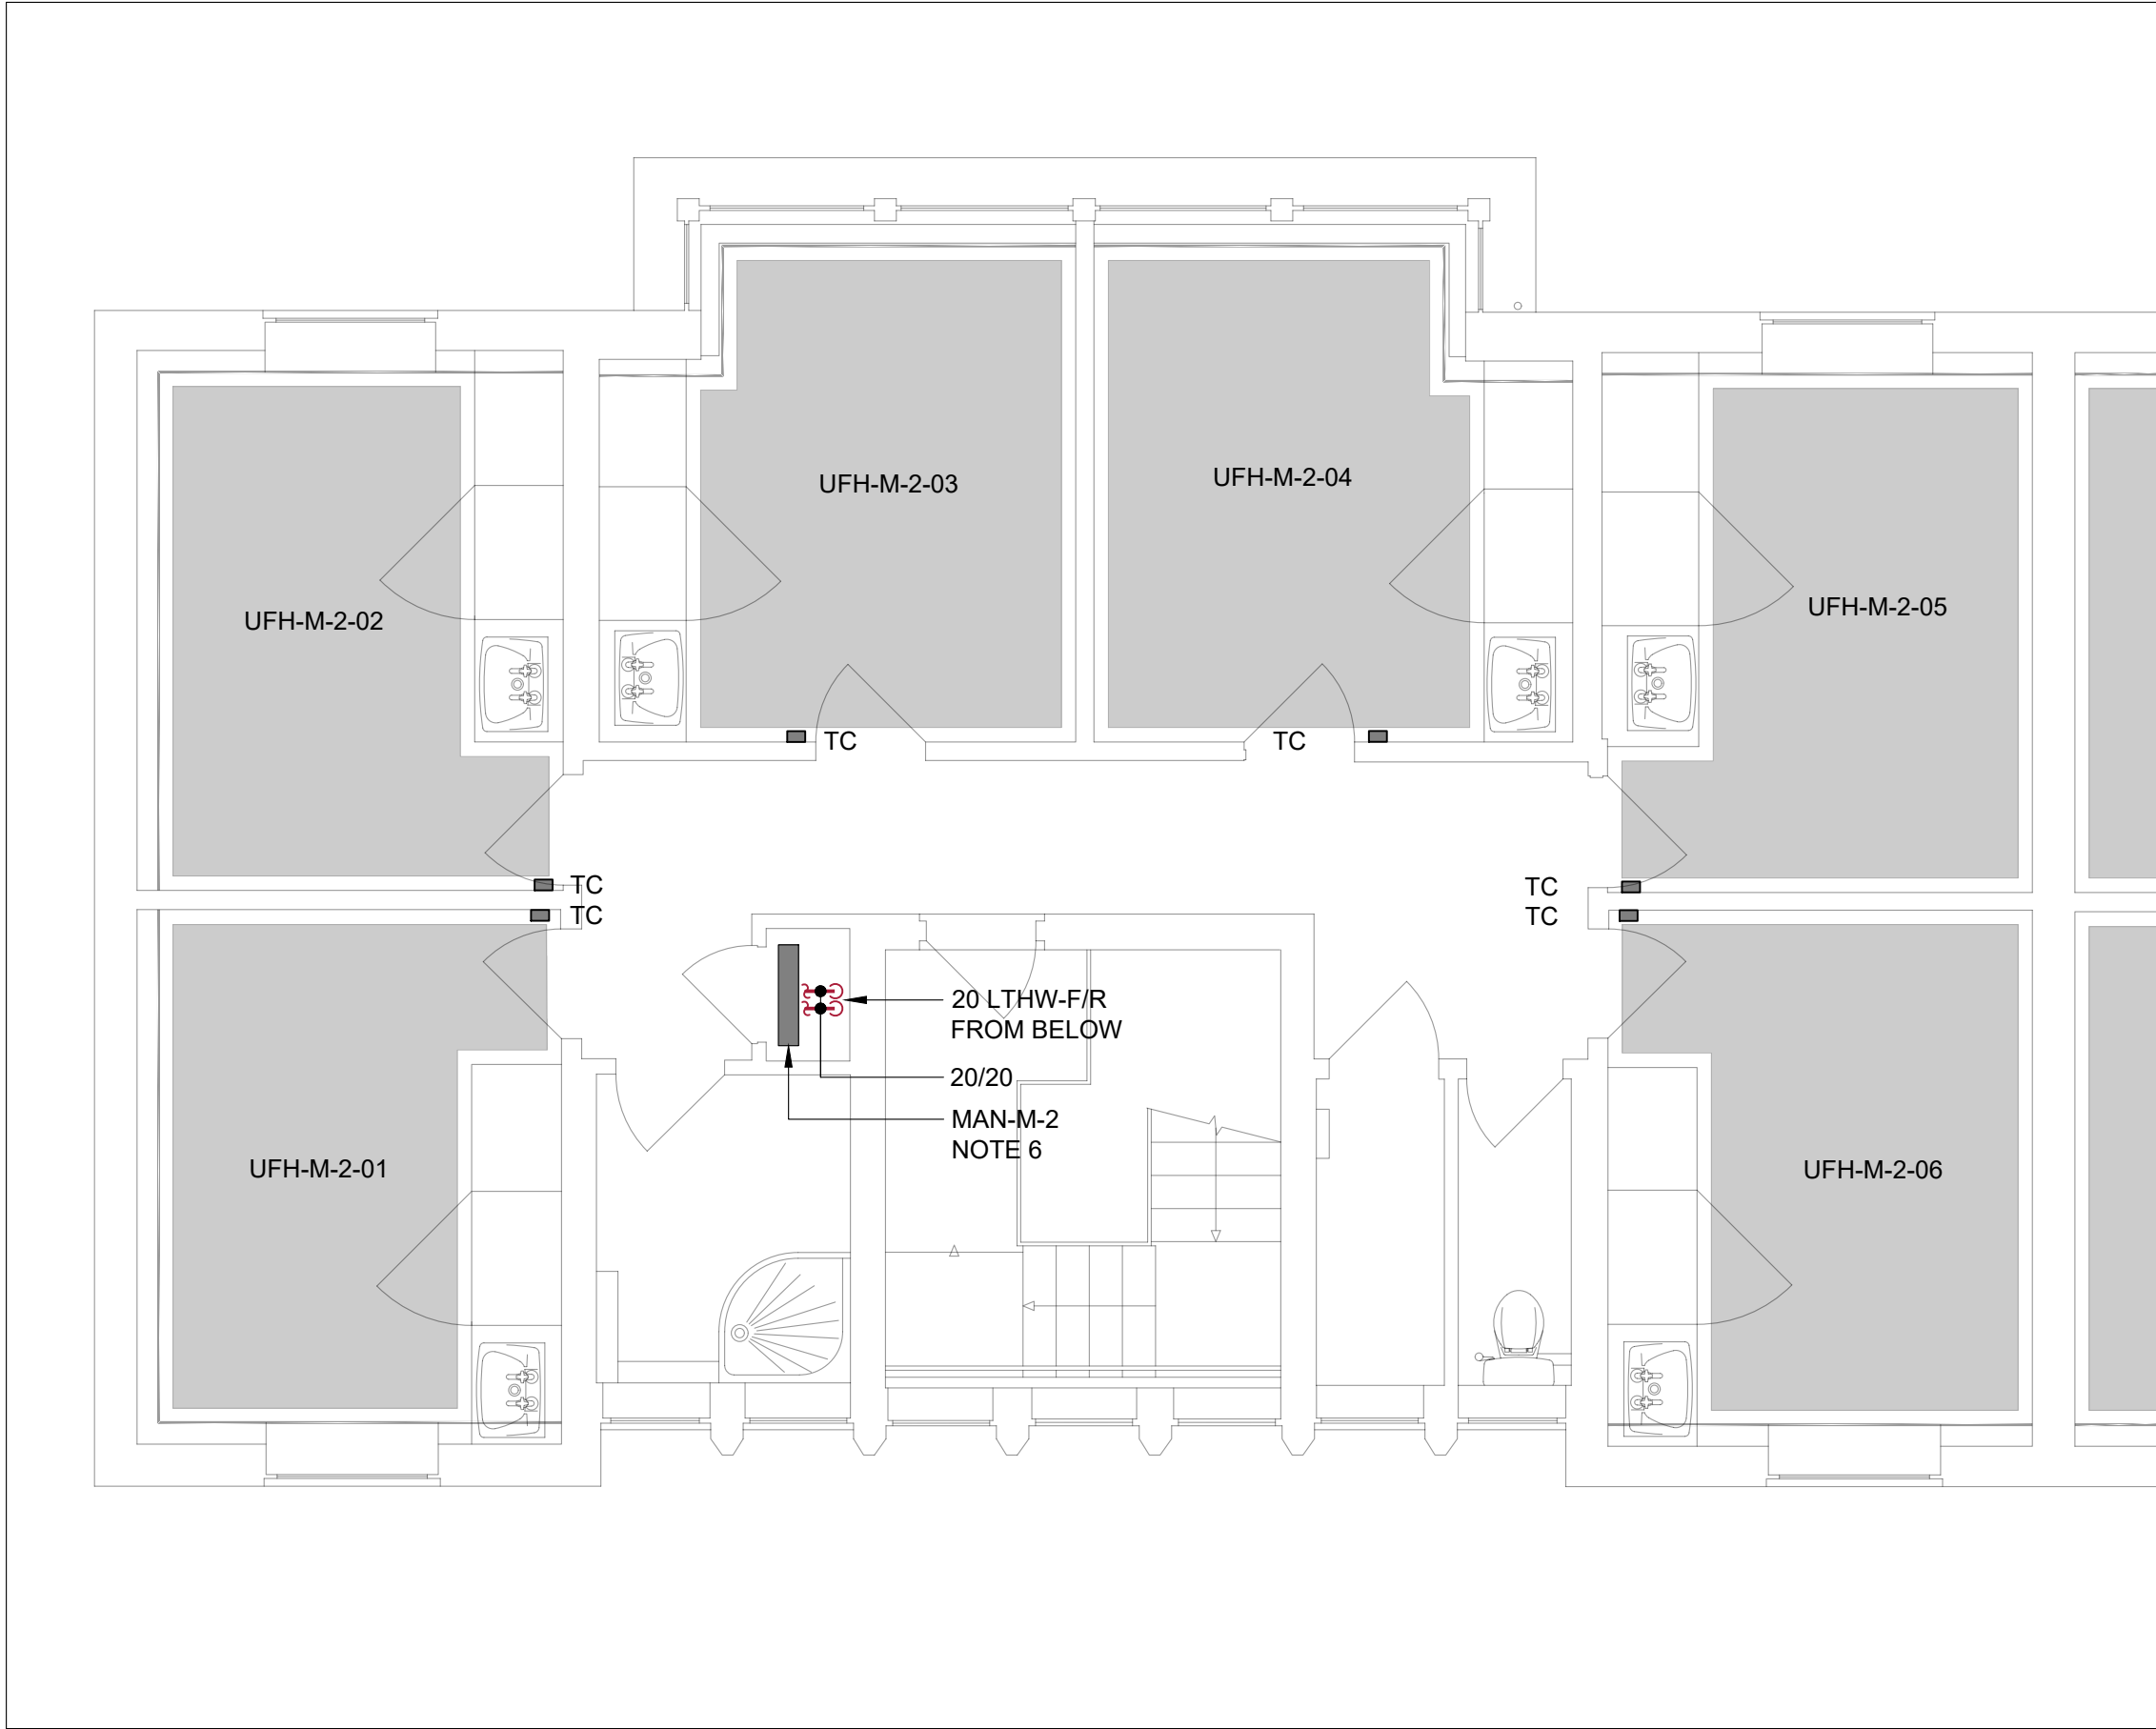 UFH-M-2-03
UFH-M-2-04
UFH-M-2-02
UFH-M-2-05
TC
TC
TC
TC
TC
TC
20 LTHW-F/R
FROM BELOW
20/20
MAN-M-2
NOTE 6
UFH-M-2-01
UFH-M-2-06